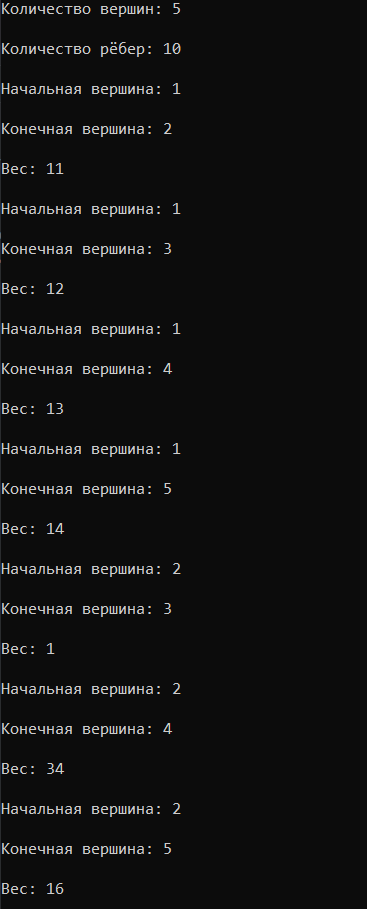 Количество вершин: 5
Количество рёбер: 10
Начальная вершина: 1
Конечная вершина: 2
Вес: 11
Начальная вершина: 1
Конечная вершина: 3
Вес: 12
Начальная вершина: 1
Конечная вершина: 4
Вес: 13
Начальная вершина: 1
Конечная вершина: 5
Вес: 14
Начальная вершина: 2
Конечная вершина: 3
Вес: 1
Начальная вершина: 2
Конечная вершина: 4
Вес: 34
Начальная вершина: 2
Конечная вершина: 5
Вес: 16